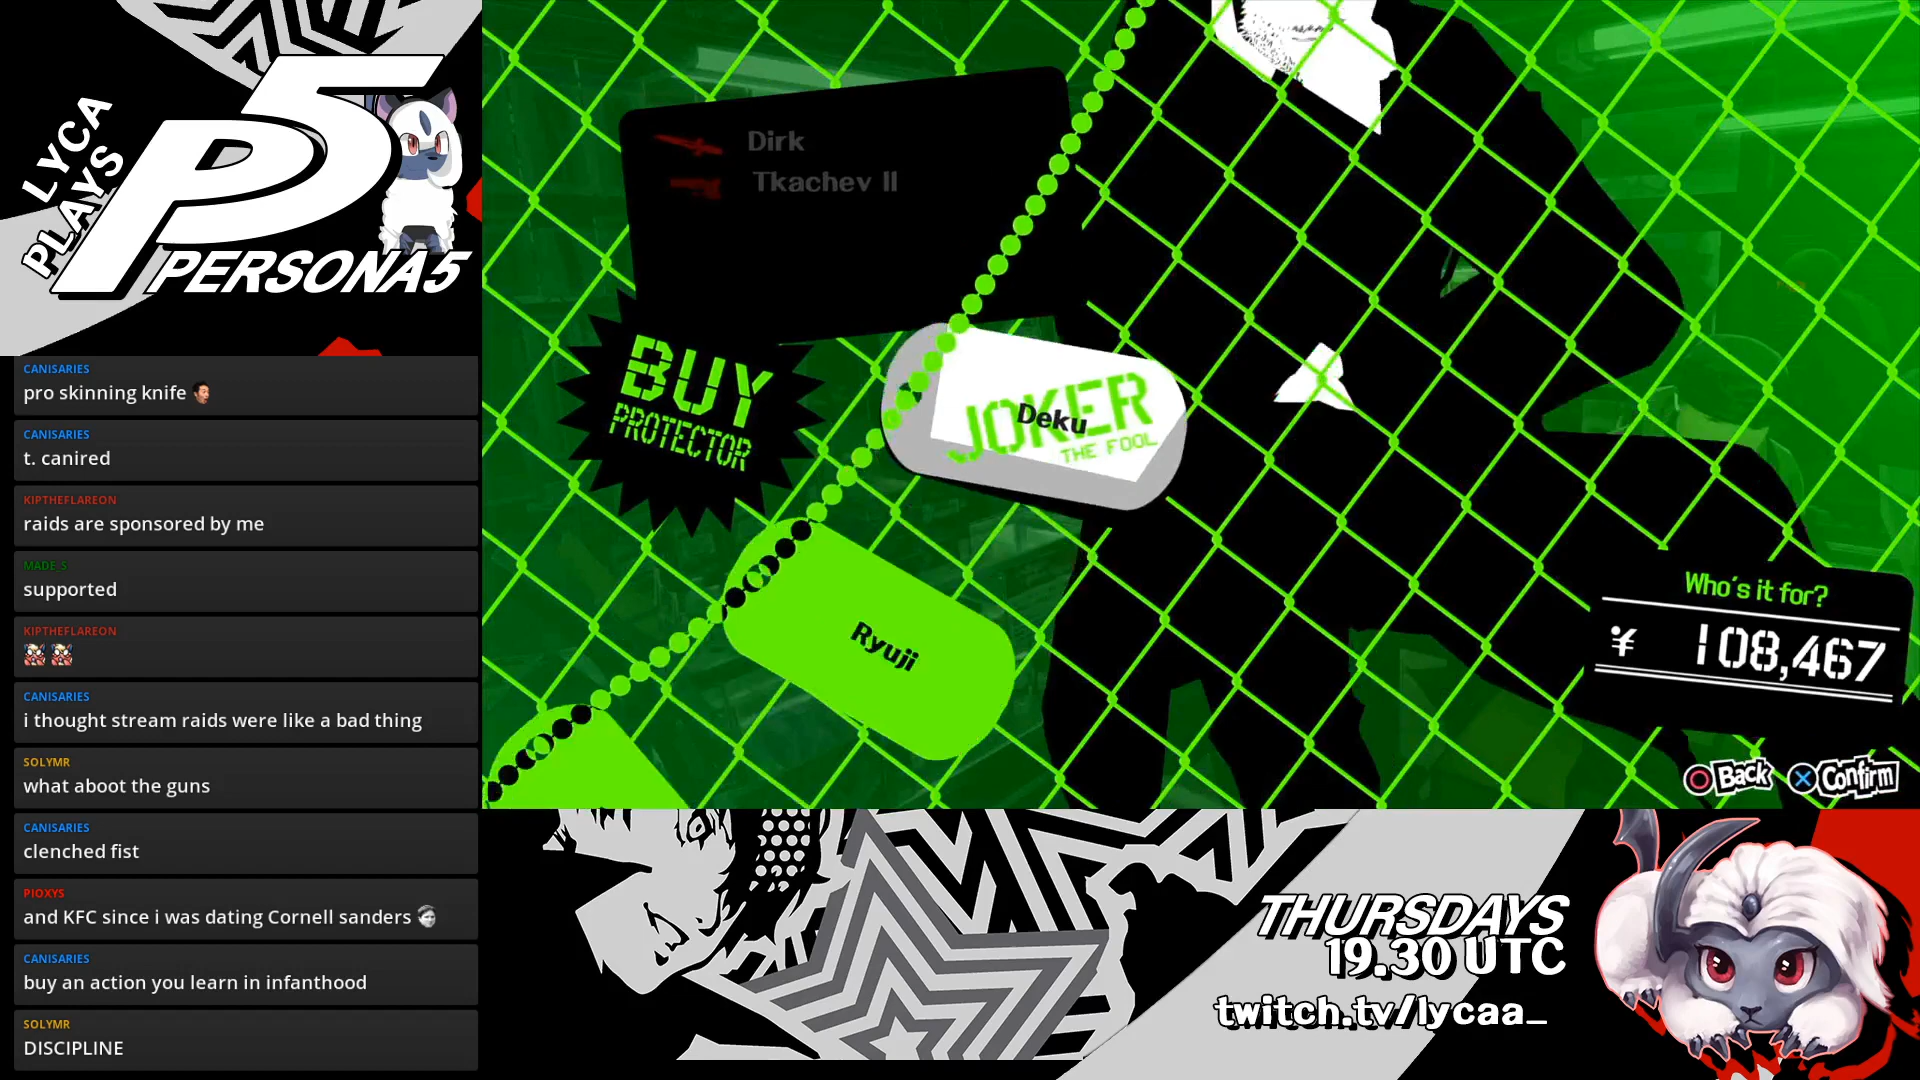 LYCA
PLAYS
P5
PERSONA5
CANISARIES
pro skinning knife
CANISARIES
t. canired
KIPTHEFLAREON
raids are sponsored by me
MADE_S
supported
KIPTHEFLAREON
CANISARIES
i thought stream raids were like a bad thing
SOLYMR
what aboot the guns
CANISARIES
clenched fist
PIOXYS
and KFC since i was dating Cornell sanders
CANISARIES
buy an action you learn in infanthood
SOLYMR
DISCIPLINE
Dirk
Tkachev II
BUY
PROTECTOR
JOKER
Deku
THE FOOL
Ryuji
Who's it for?
¥ 108,467
Back
Confirm
THURSDAYS
19.30 UTC
twitch.tv/lycaa_